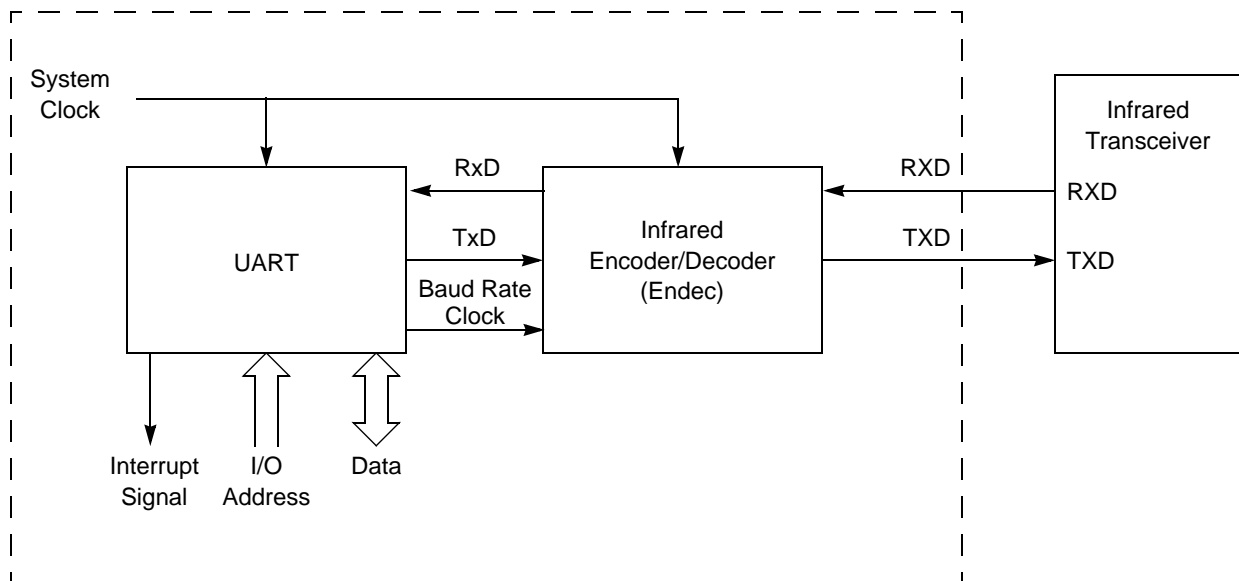 System
Clock
Infrared
Transceiver
RxD
RXD
RXD
UART
TxD
Infrared
Encoder/Decoder
(Endec)
TXD
TXD
Baud Rate
Clock
Interrupt
Signal
I/O
Address
Data